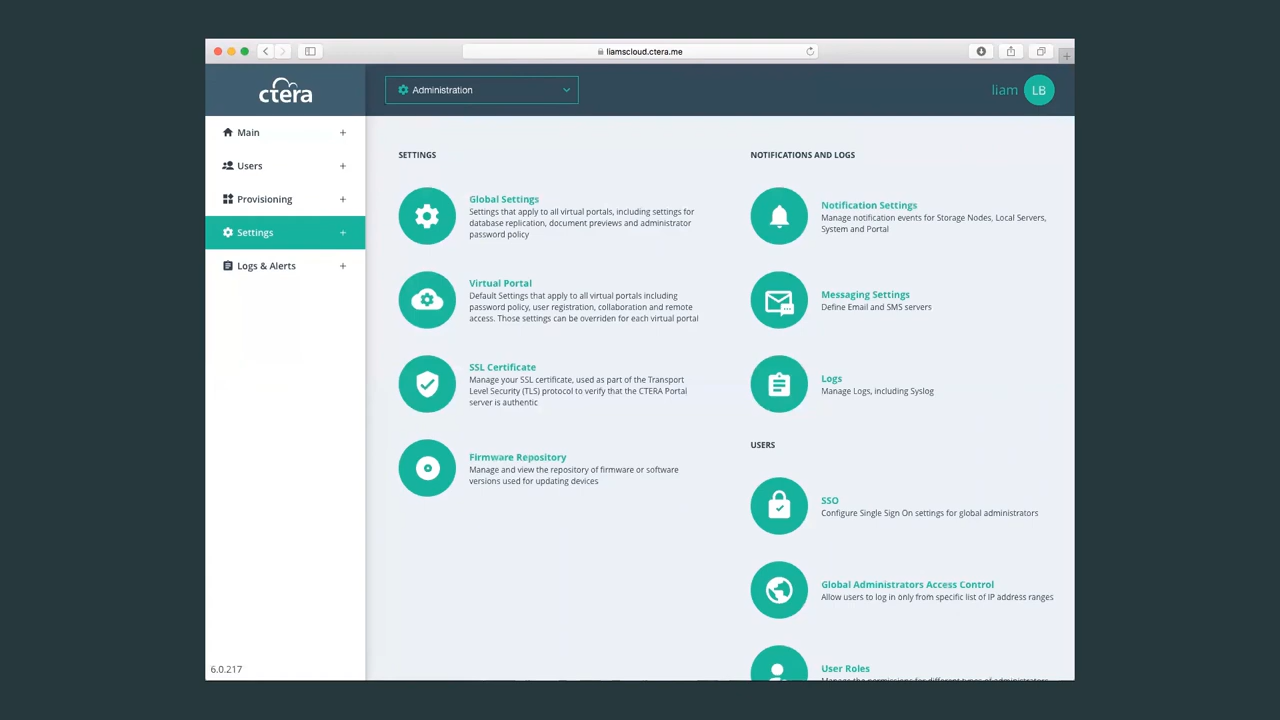 liamscloud.ctera.me
ctera
Administration
liam
LB
Main
Users
Provisioning
Settings
Logs & Alerts
6.0.217
SETTINGS
Global Settings
Settings that apply to all virtual portals, including settings for
database replication, document previews and administrator
password policy
Virtual Portal
Default Settings that apply to all virtual portals including
password policy, user registration, collaboration and remote
access. Those settings can be overriden for each virtual portal
SSL Certificate
Manage your SSL certificate, used as part of the Transport
Level Security (TLS) protocol to verify that the CTERA Portal
server is authentic
Firmware Repository
Manage and view the repository of firmware or software
versions used for updating devices
NOTIFICATIONS AND LOGS
Notification Settings
Manage notification events for Storage Nodes, Local Servers,
System and Portal
Messaging Settings
Define Email and SMS servers
Logs
Manage Logs, including Syslog
USERS
SSO
Configure Single Sign On settings for global administrators
Global Administrators Access Control
Allow users to log in only from specific list of IP address ranges
User Roles
Manage the permissions for different types of administrators